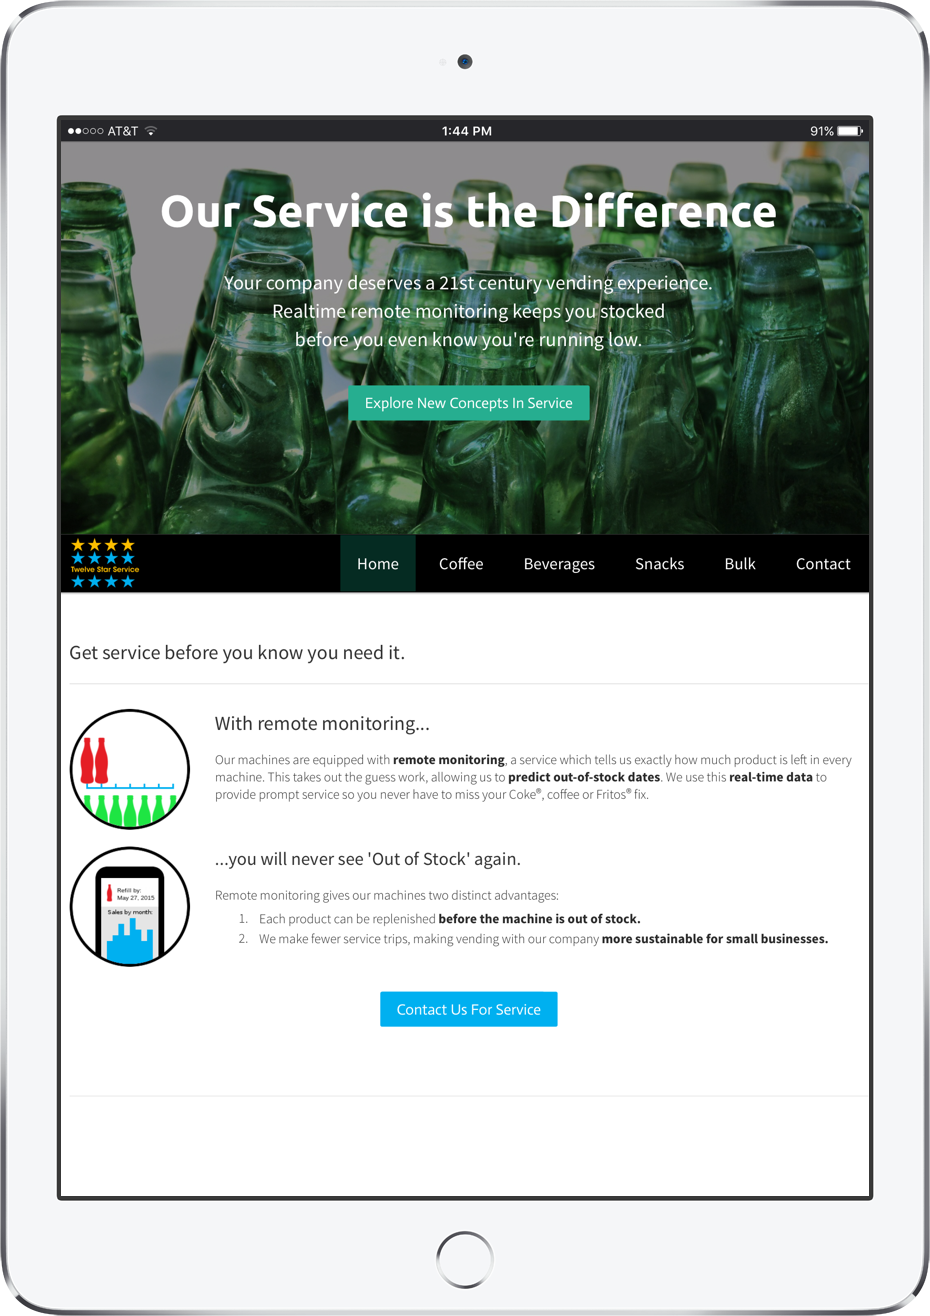 AT&T 1:44 PM 91%
Our Service is the Difference
Your company deserves a 21st century vending experience.
Realtime remote monitoring keeps you stocked
before you even know you're running low.
Explore New Concepts In Service
Twelve Star Service
Home Coffee Beverages Snacks Bulk Contact
Get service before you know you need it.
With remote monitoring...
Our machines are equipped with remote monitoring, a service which tells us exactly how much product is left in every
machine. This takes out the guess work, allowing us to predict out-of-stock dates. We use this real-time data to
provide prompt service so you never have to miss your Coke®, coffee or Fritos® fix.
...you will never see 'Out of Stock' again.
Refill by:
May 27, 2015
Sales by month:
Remote monitoring gives our machines two distinct advantages:
1. Each product can be replenished before the machine is out of stock.
2. We make fewer service trips, making vending with our company more sustainable for small businesses.
Contact Us For Service